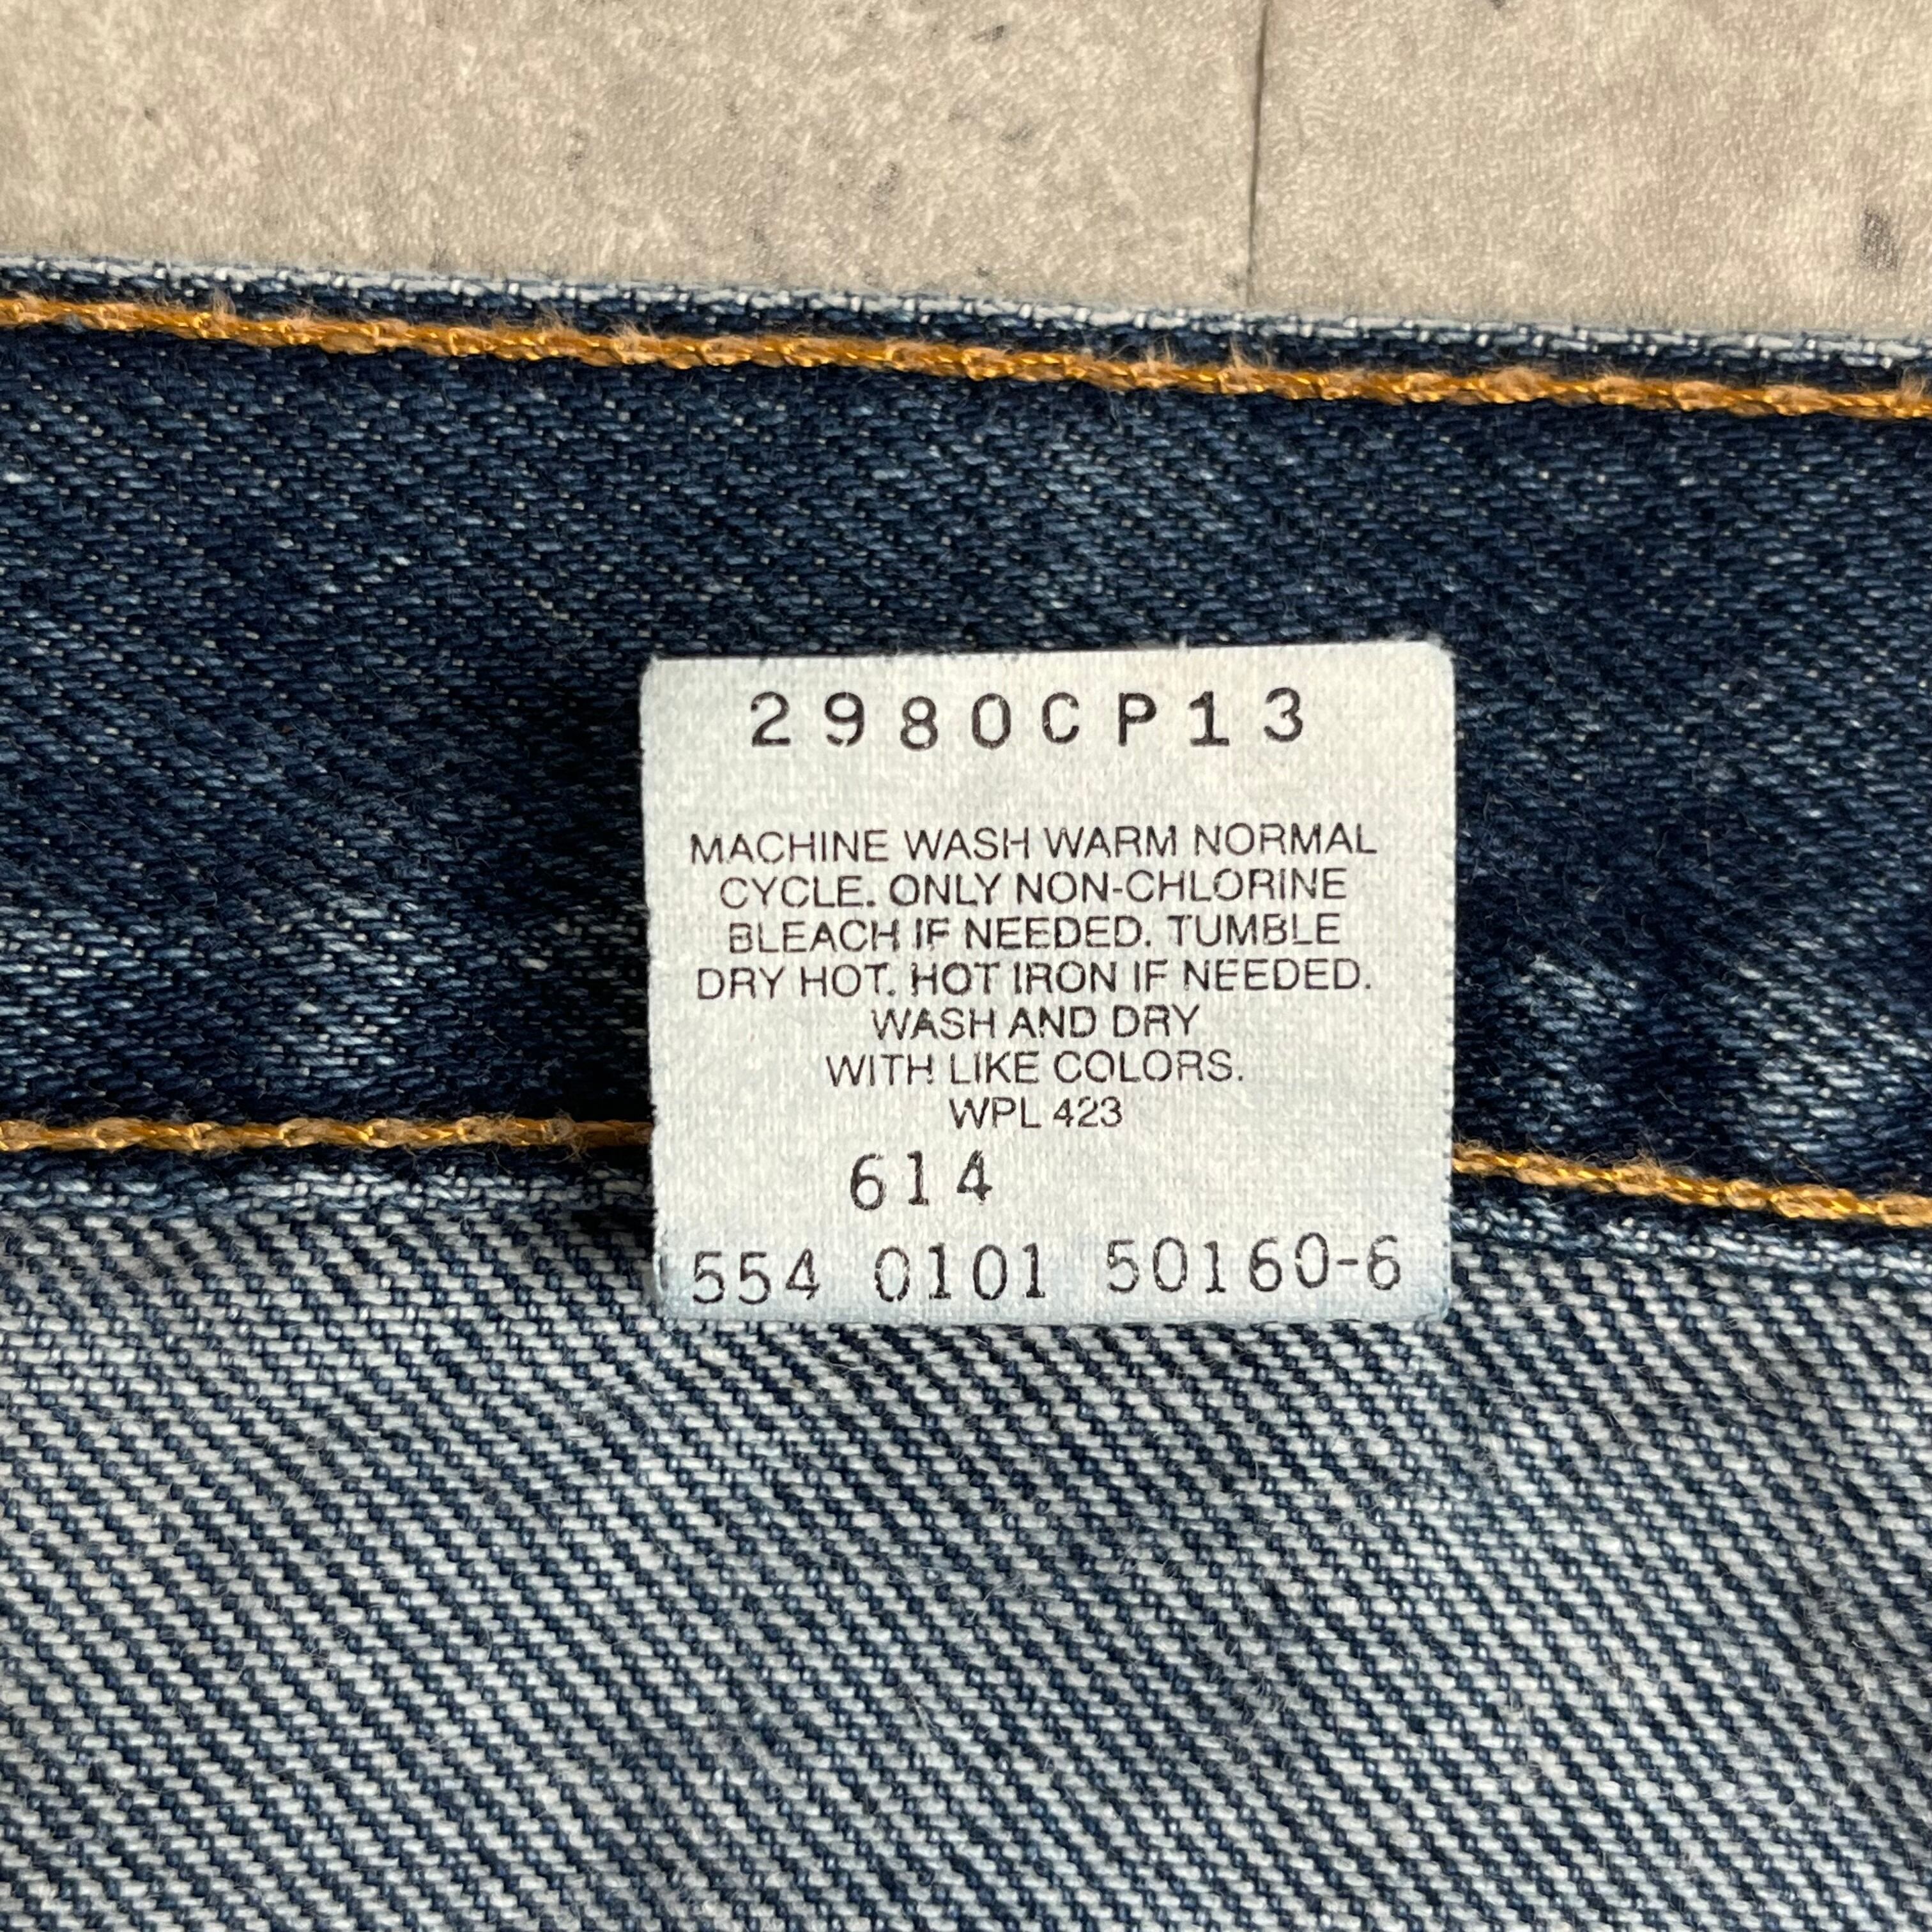 2980CP13
MACHINE WASH WARM NORMAL
CYCLE. ONLY NON-CHLORINE
BLEACH IF NEEDED. TUMBLE
DRY HOT. HOT IRON IF NEEDED.
WASH AND DRY
WITH LIKE COLORS.
WPL 423
614
554 0101 50160-6